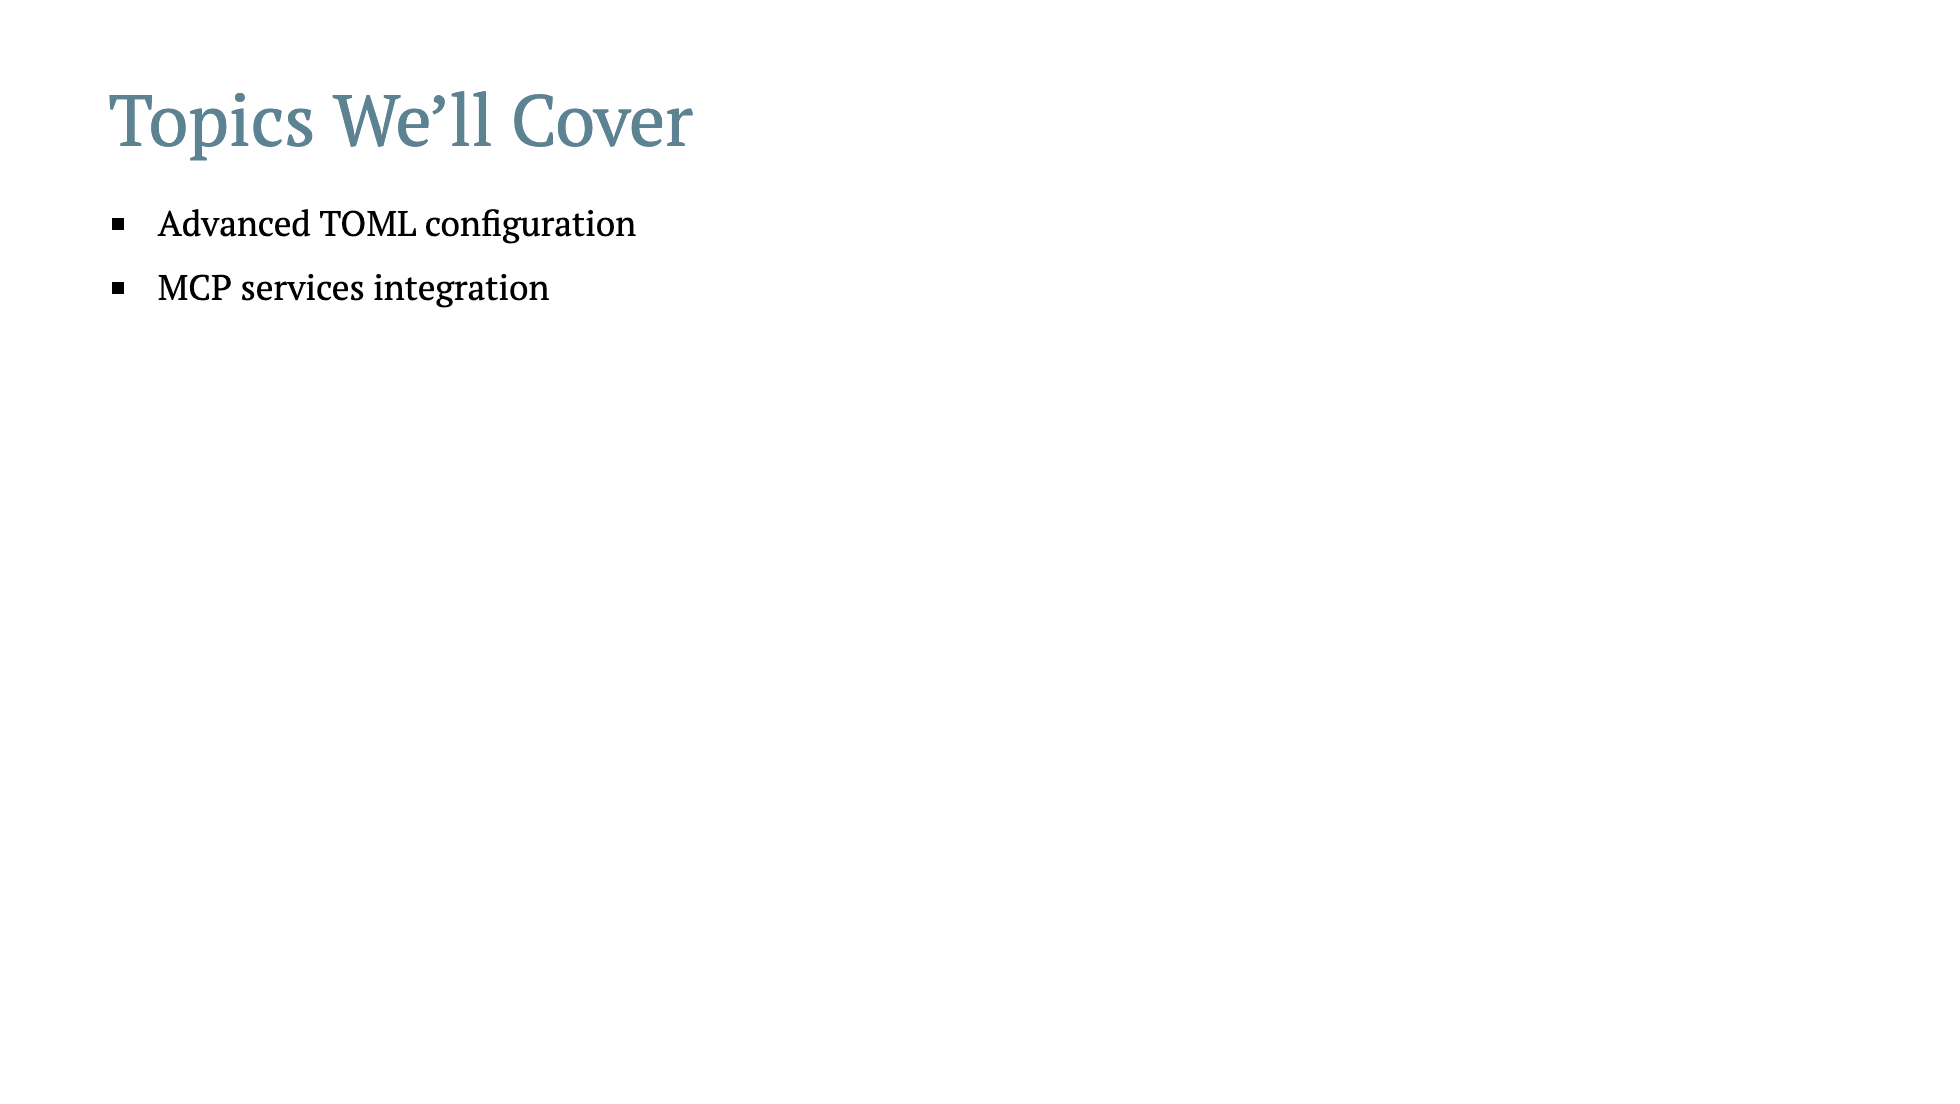 Topics We’ll Cover
▪ Advanced TOML configuration
▪ MCP services integration